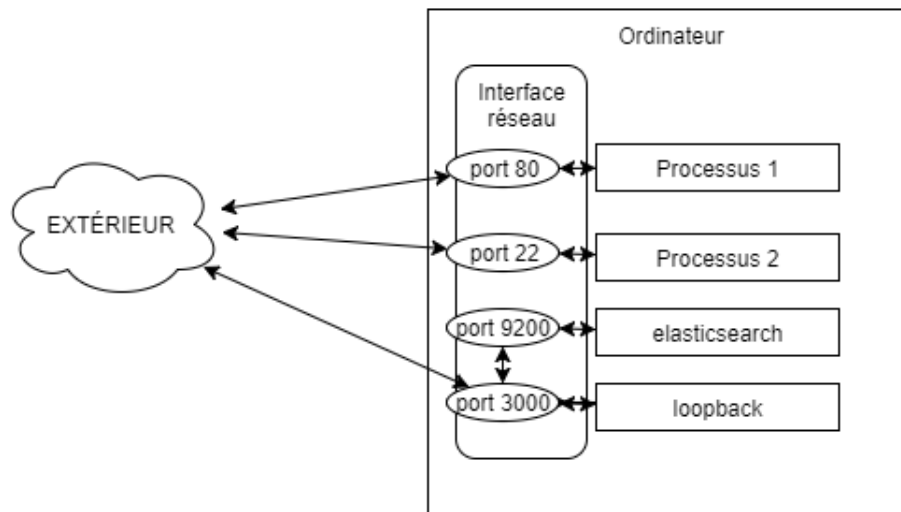 Ordinateur
Interface
réseau
EXTÉRIEUR
port 80
Processus 1
port 22
Processus 2
port 9200
elasticsearch
port 3000
loopback